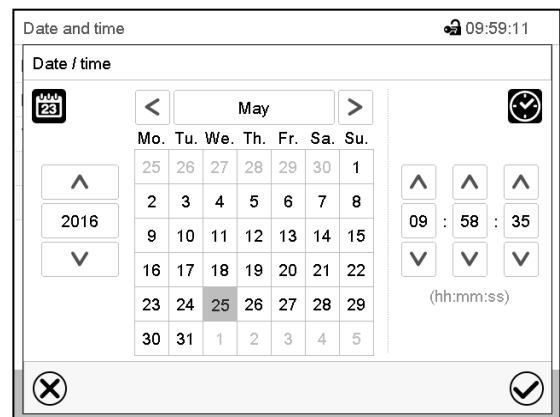 Date and time 09:59:11
Date / time
23
< May >
Mo. Tu. We. Th. Fr. Sa. Su.
25 26 27 28 29 30 1
2 3 4 5 6 7 8
2016 09 : 58 : 35
9 10 11 12 13 14 15
16 17 18 19 20 21 22
(hh:mm:ss)
23 24 25 26 27 28 29
30 31 1 2 3 4 5